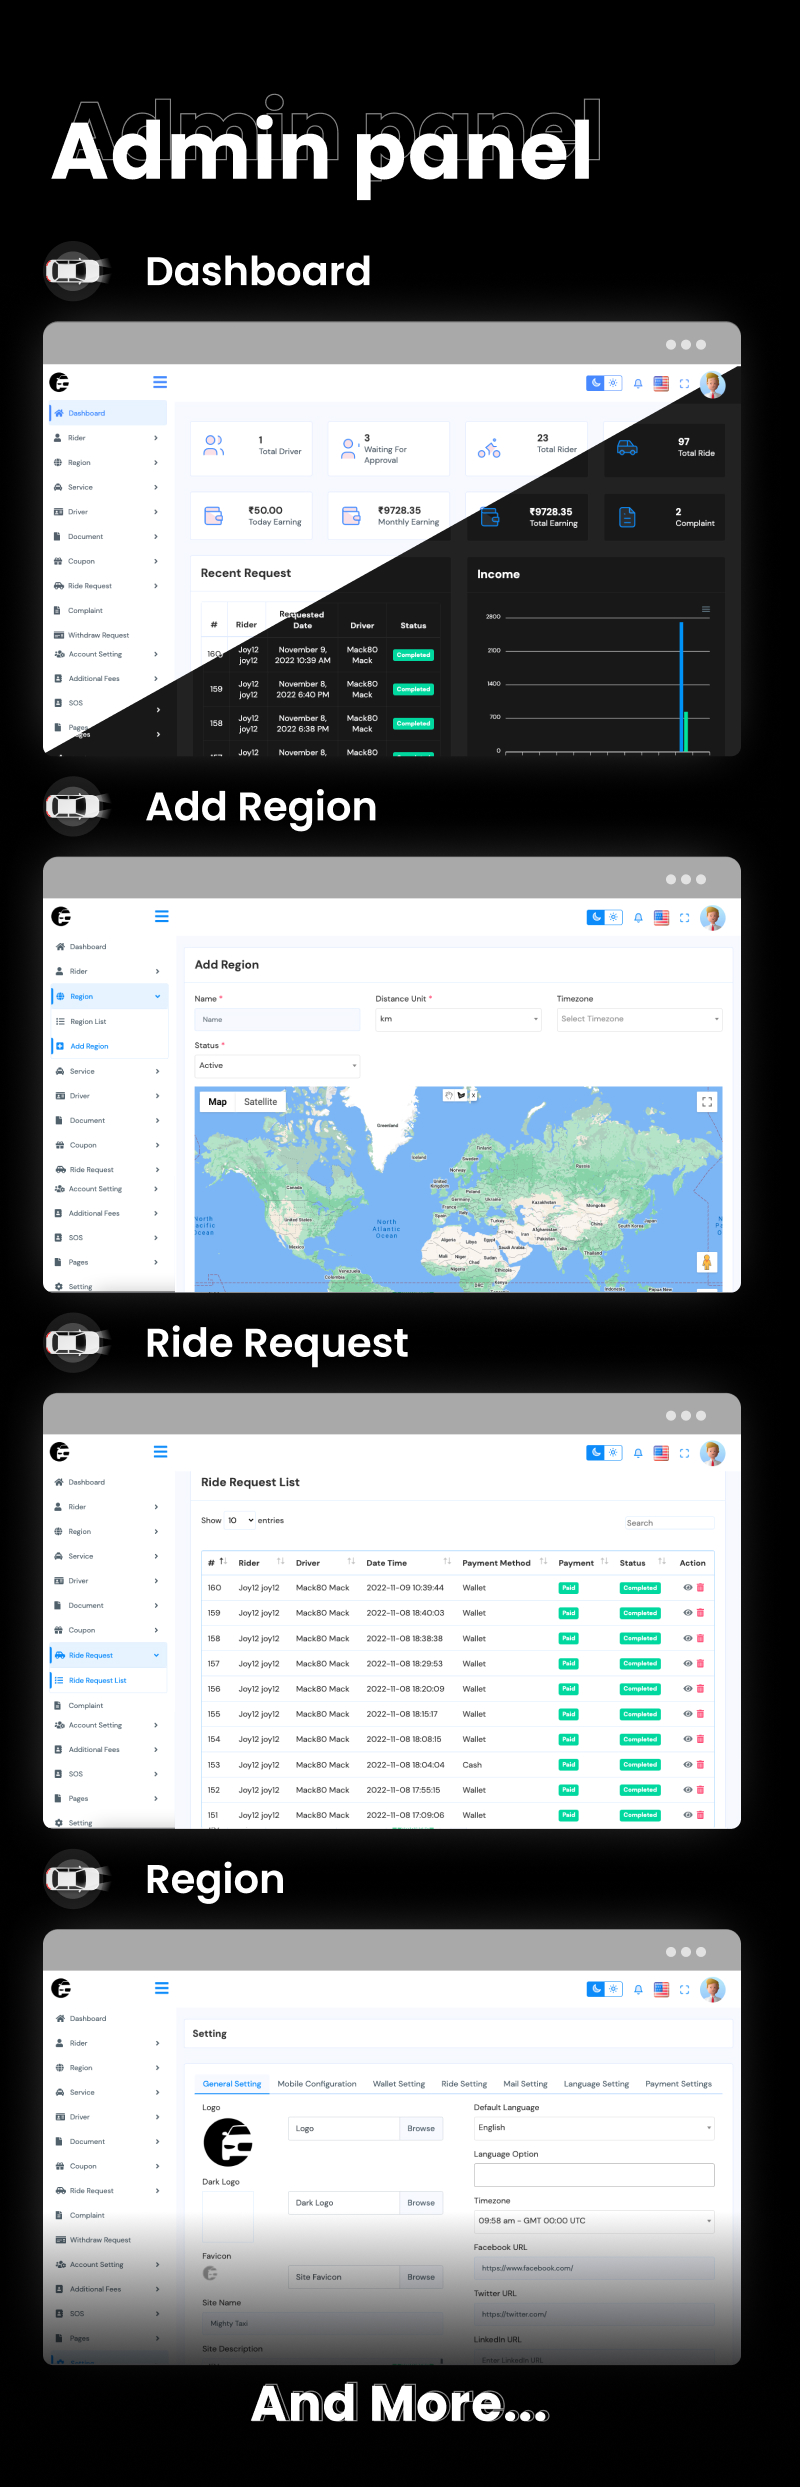 Admin panel
Dashboard
Dashboard
Rider
Region
Service
Driver
Document
Coupon
Ride Request
Complaint
Withdraw Request
Account Setting
Additional Fees
SOS
Pages
1
Total Driver
3
Waiting For
Approval
23
Total Rider
97
Total Ride
₹50.00
Today Earning
₹9728.35
Monthly Earning
₹9728.35
Total Earning
2
Complaint
Recent Request
# Rider Requested Date Driver Status
160 Joy12 joy12 November 9, 2022 10:39 AM Mack80 Mack Completed
159 Joy12 joy12 November 8, 2022 6:40 PM Mack80 Mack Completed
158 Joy12 joy12 November 8, 2022 6:38 PM Mack80 Mack Completed
Joy12 November 8, Mack80
Income
2800
2100
1400
700
0
Add Region
Dashboard
Rider
Region
Region List
Add Region
Service
Driver
Document
Coupon
Ride Request
Account Setting
Additional Fees
SOS
Pages
Setting
Add Region
Name * Distance Unit * Timezone
Name km Select Timezone
Status *
Active
Map Satellite
Greenland
Iceland
Finland
Sweden
Norway
Russia
Canada
United Kingdom
Poland
Germany
Ukraine
France
Spain
Italy
Türkiye
Kazakhstan
Mongolia
China
South Korea
Japan
United States
North Pacific Ocean
North Atlantic Ocean
Mexico
Algeria
Libya
Egypt
Iraq
Iran
Afghanistan
Saudi Arabia
India
Thailand
Mali
Niger
Chad
Sudan
Nigeria
Ethiopia
Kenya
DRC
Venezuela
Colombia
Indonesia
Papua New
Ride Request
Dashboard
Rider
Region
Service
Driver
Document
Coupon
Ride Request
Ride Request List
Complaint
Account Setting
Additional Fees
SOS
Pages
Setting
Ride Request List
Show 10 entries
Search
# Rider Driver Date Time Payment Method Payment Status Action
160 Joy12 joy12 Mack80 Mack 2022-11-09 10:39:44 Wallet Paid Completed
159 Joy12 joy12 Mack80 Mack 2022-11-08 18:40:03 Wallet Paid Completed
158 Joy12 joy12 Mack80 Mack 2022-11-08 18:38:38 Wallet Paid Completed
157 Joy12 joy12 Mack80 Mack 2022-11-08 18:29:53 Wallet Paid Completed
156 Joy12 joy12 Mack80 Mack 2022-11-08 18:20:09 Wallet Paid Completed
155 Joy12 joy12 Mack80 Mack 2022-11-08 18:15:17 Wallet Paid Completed
154 Joy12 joy12 Mack80 Mack 2022-11-08 18:08:15 Wallet Paid Completed
153 Joy12 joy12 Mack80 Mack 2022-11-08 18:04:04 Cash Paid Completed
152 Joy12 joy12 Mack80 Mack 2022-11-08 17:55:15 Wallet Paid Completed
151 Joy12 joy12 Mack80 Mack 2022-11-08 17:09:06 Wallet Paid Completed
Region
Dashboard
Rider
Region
Service
Driver
Document
Coupon
Ride Request
Complaint
Withdraw Request
Account Setting
Additional Fees
SOS
Pages
Setting
General Setting Mobile Configuration Wallet Setting Ride Setting Mail Setting Language Setting Payment Settings
Logo
Logo Browse
Dark Logo
Dark Logo Browse
Favicon
Site Favicon Browse
Site Name
Mighty Taxi
Site Description
Default Language
English
Language Option
Timezone
09:58 am - GMT 00:00 UTC
Facebook URL
https://www.facebook.com/
Twitter URL
https://twitter.com/
LinkedIn URL
Enter LinkedIn URL
And More...